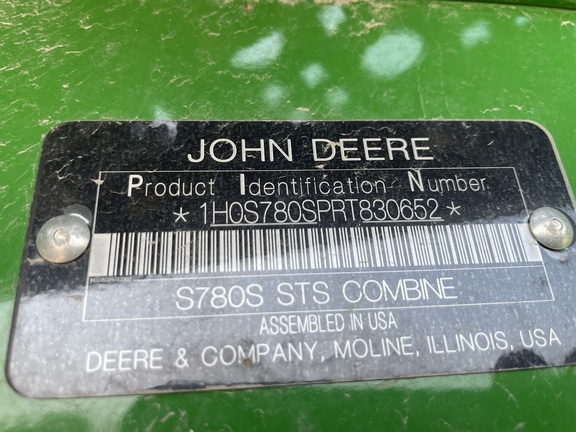 JOHN DEERE
Product Identification Number
*1H0S780SPRT830652*
S780S STS COMBINE
ASSEMBLED IN USA
DEERE & COMPANY, MOLINE, ILLINOIS, USA